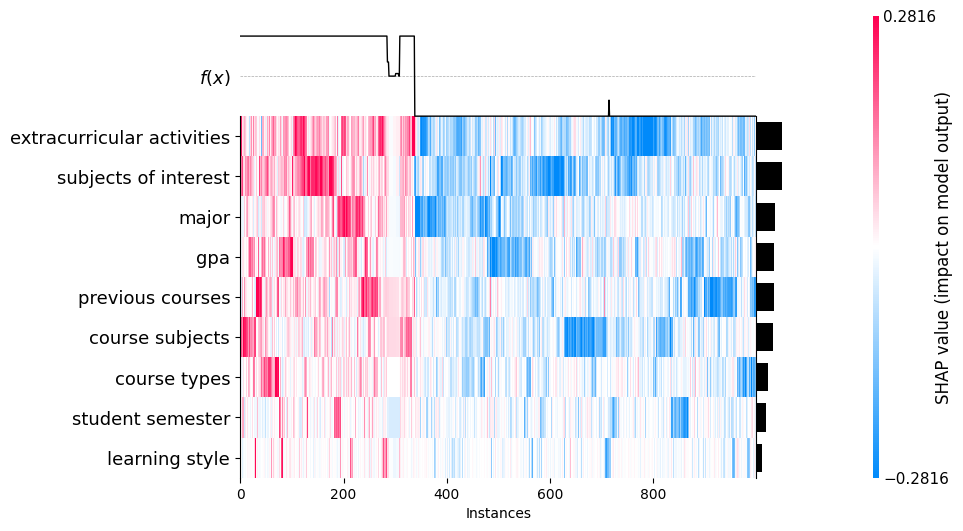 0.2816
f(x)
extracurricular activities
subjects of interest
major
gpa
previous courses
course subjects
course types
student semester
learning style
0 200 400 600 800
Instances
SHAP value (impact on model output)
−0.2816